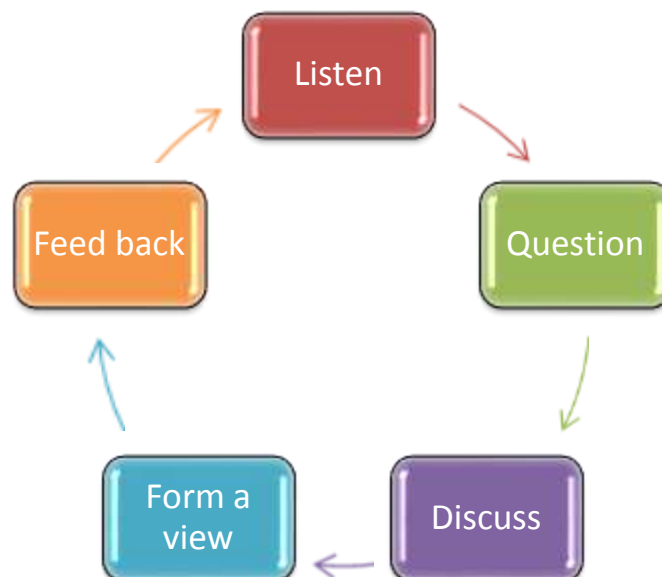 Listen
Question
Discuss
Form a
view
Feed back